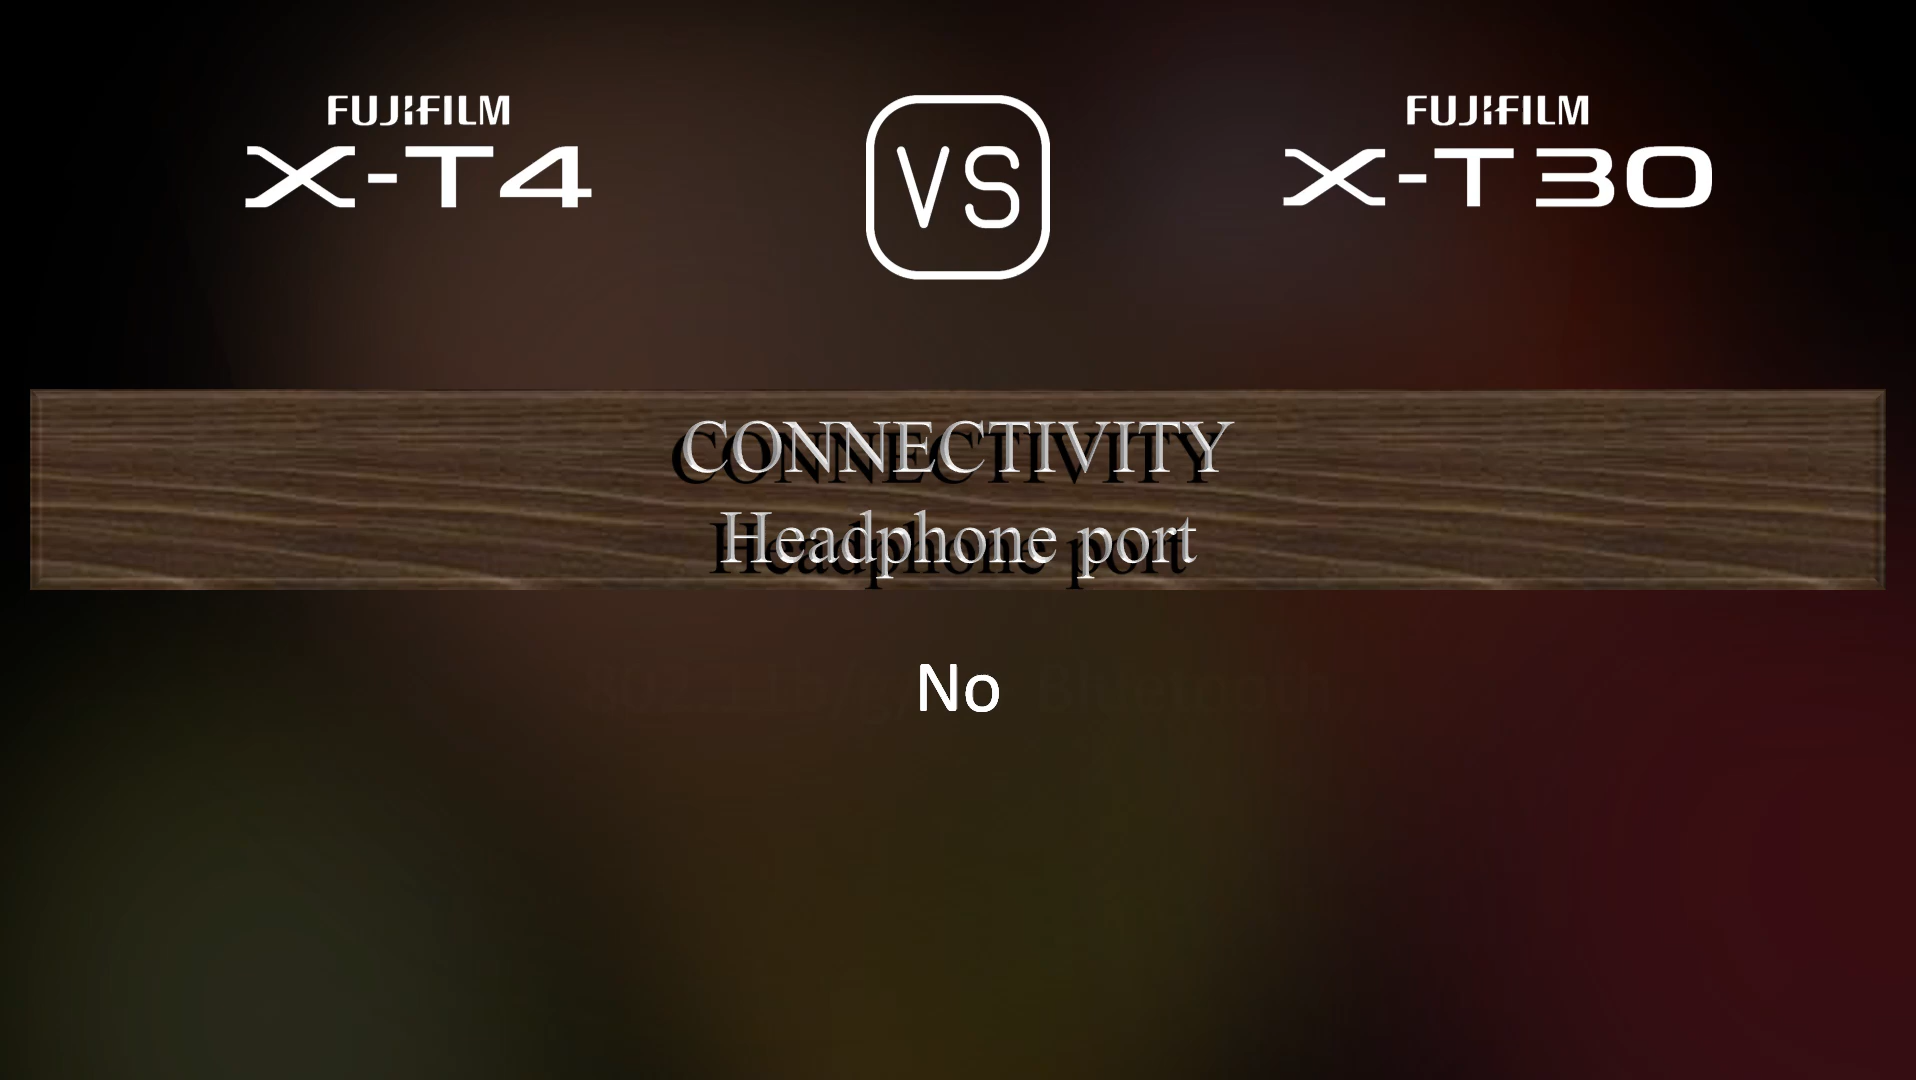 FUJIFILM
X-T4
VS
FUJIFILM
X-T30
CONNECTIVITY
Headphone port
No